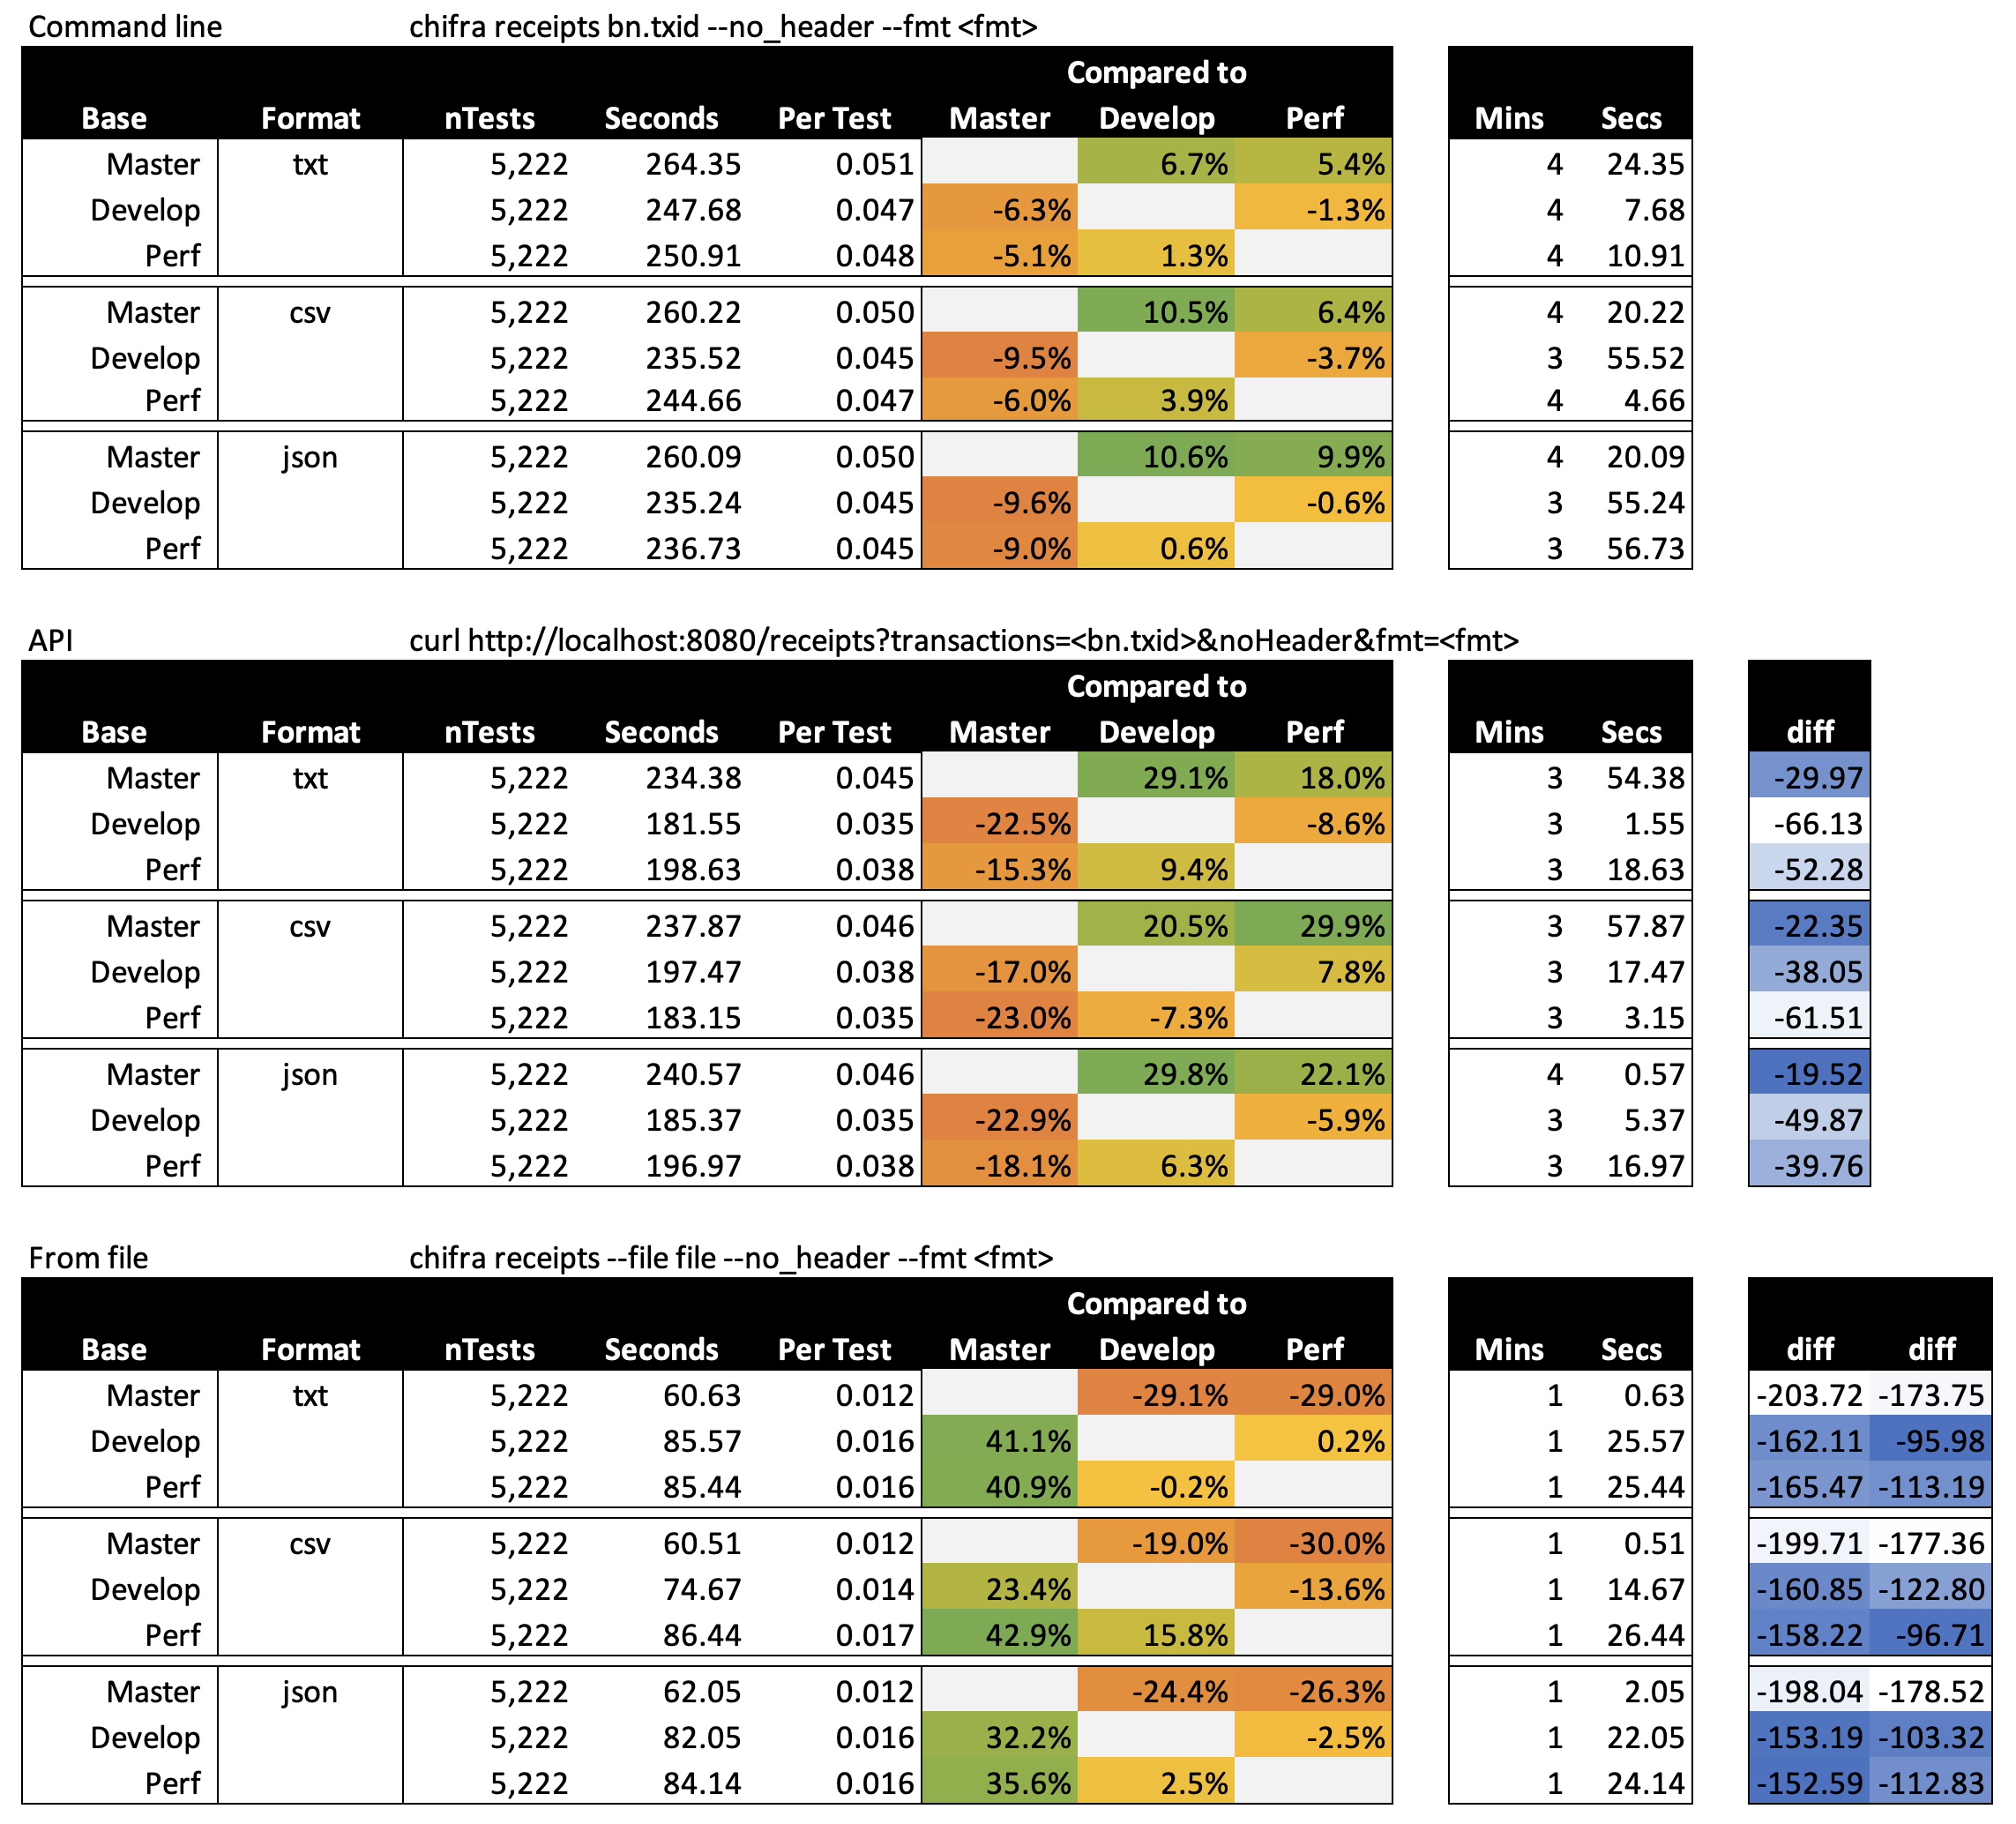 Command line chifra receipts bn.txid --no_header --fmt <fmt>
Compared to
Base Format nTests Seconds Per Test Master Develop Perf Mins Secs
Master txt 5,222 264.35 0.051 6.7% 5.4% 4 24.35
Develop 5,222 247.68 0.047 -6.3% -1.3% 4 7.68
Perf 5,222 250.91 0.048 -5.1% 1.3% 4 10.91
Master csv 5,222 260.22 0.050 10.5% 6.4% 4 20.22
Develop 5,222 235.52 0.045 -9.5% -3.7% 3 55.52
Perf 5,222 244.66 0.047 -6.0% 3.9% 4 4.66
Master json 5,222 260.09 0.050 10.6% 9.9% 4 20.09
Develop 5,222 235.24 0.045 -9.6% -0.6% 3 55.24
Perf 5,222 236.73 0.045 -9.0% 0.6% 3 56.73
API curl http://localhost:8080/receipts?transactions=<bn.txid>&noHeader&fmt=<fmt>
Compared to
Base Format nTests Seconds Per Test Master Develop Perf Mins Secs diff
Master txt 5,222 234.38 0.045 29.1% 18.0% 3 54.38 -29.97
Develop 5,222 181.55 0.035 -22.5% -8.6% 3 1.55 -66.13
Perf 5,222 198.63 0.038 -15.3% 9.4% 3 18.63 -52.28
Master csv 5,222 237.87 0.046 20.5% 29.9% 3 57.87 -22.35
Develop 5,222 197.47 0.038 -17.0% 7.8% 3 17.47 -38.05
Perf 5,222 183.15 0.035 -23.0% -7.3% 3 3.15 -61.51
Master json 5,222 240.57 0.046 29.8% 22.1% 4 0.57 -19.52
Develop 5,222 185.37 0.035 -22.9% -5.9% 3 5.37 -49.87
Perf 5,222 196.97 0.038 -18.1% 6.3% 3 16.97 -39.76
From file chifra receipts --file file --no_header --fmt <fmt>
Compared to
Base Format nTests Seconds Per Test Master Develop Perf Mins Secs diff diff
Master txt 5,222 60.63 0.012 -29.1% -29.0% 1 0.63 -203.72 -173.75
Develop 5,222 85.57 0.016 41.1% 0.2% 1 25.57 -162.11 -95.98
Perf 5,222 85.44 0.016 40.9% -0.2% 1 25.44 -165.47 -113.19
Master csv 5,222 60.51 0.012 -19.0% -30.0% 1 0.51 -199.71 -177.36
Develop 5,222 74.67 0.014 23.4% -13.6% 1 14.67 -160.85 -122.80
Perf 5,222 86.44 0.017 42.9% 15.8% 1 26.44 -158.22 -96.71
Master json 5,222 62.05 0.012 -24.4% -26.3% 1 2.05 -198.04 -178.52
Develop 5,222 82.05 0.016 32.2% -2.5% 1 22.05 -153.19 -103.32
Perf 5,222 84.14 0.016 35.6% 2.5% 1 24.14 -152.59 -112.83